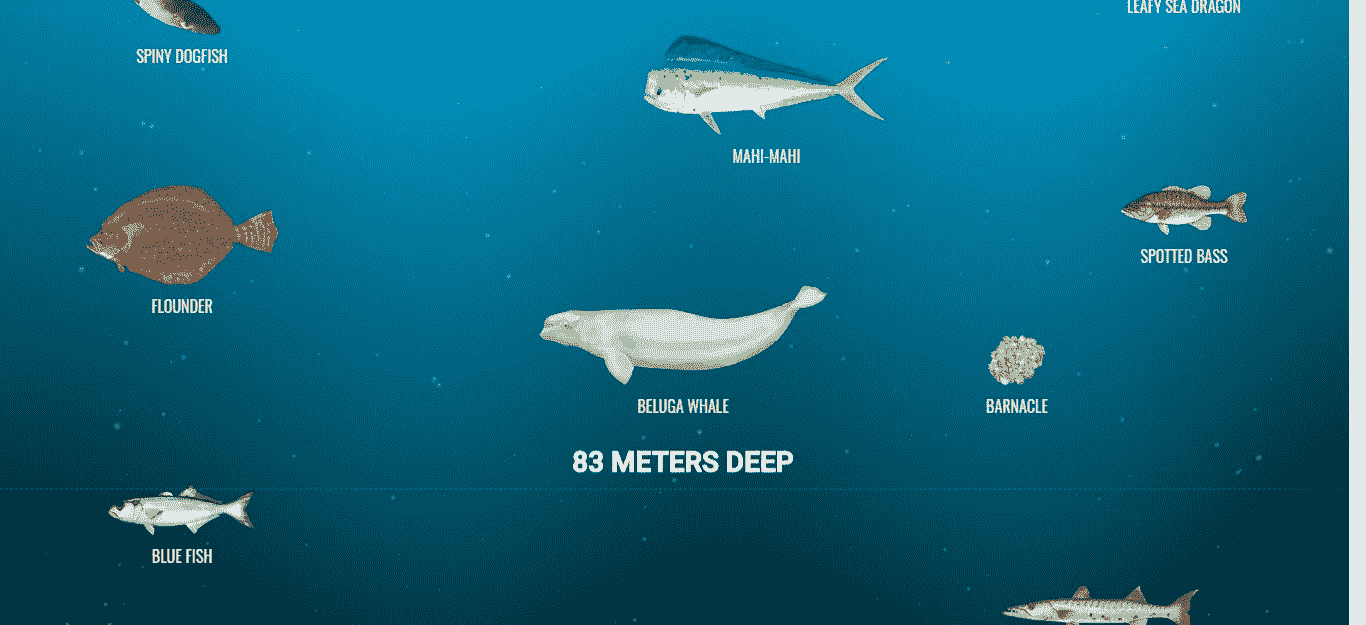 LEAFY SEA DRAGON
SPINY DOGFISH
MAHI-MAHI
SPOTTED BASS
FLOUNDER
BELUGA WHALE
BARNACLE
83 METERS DEEP
BLUE FISH